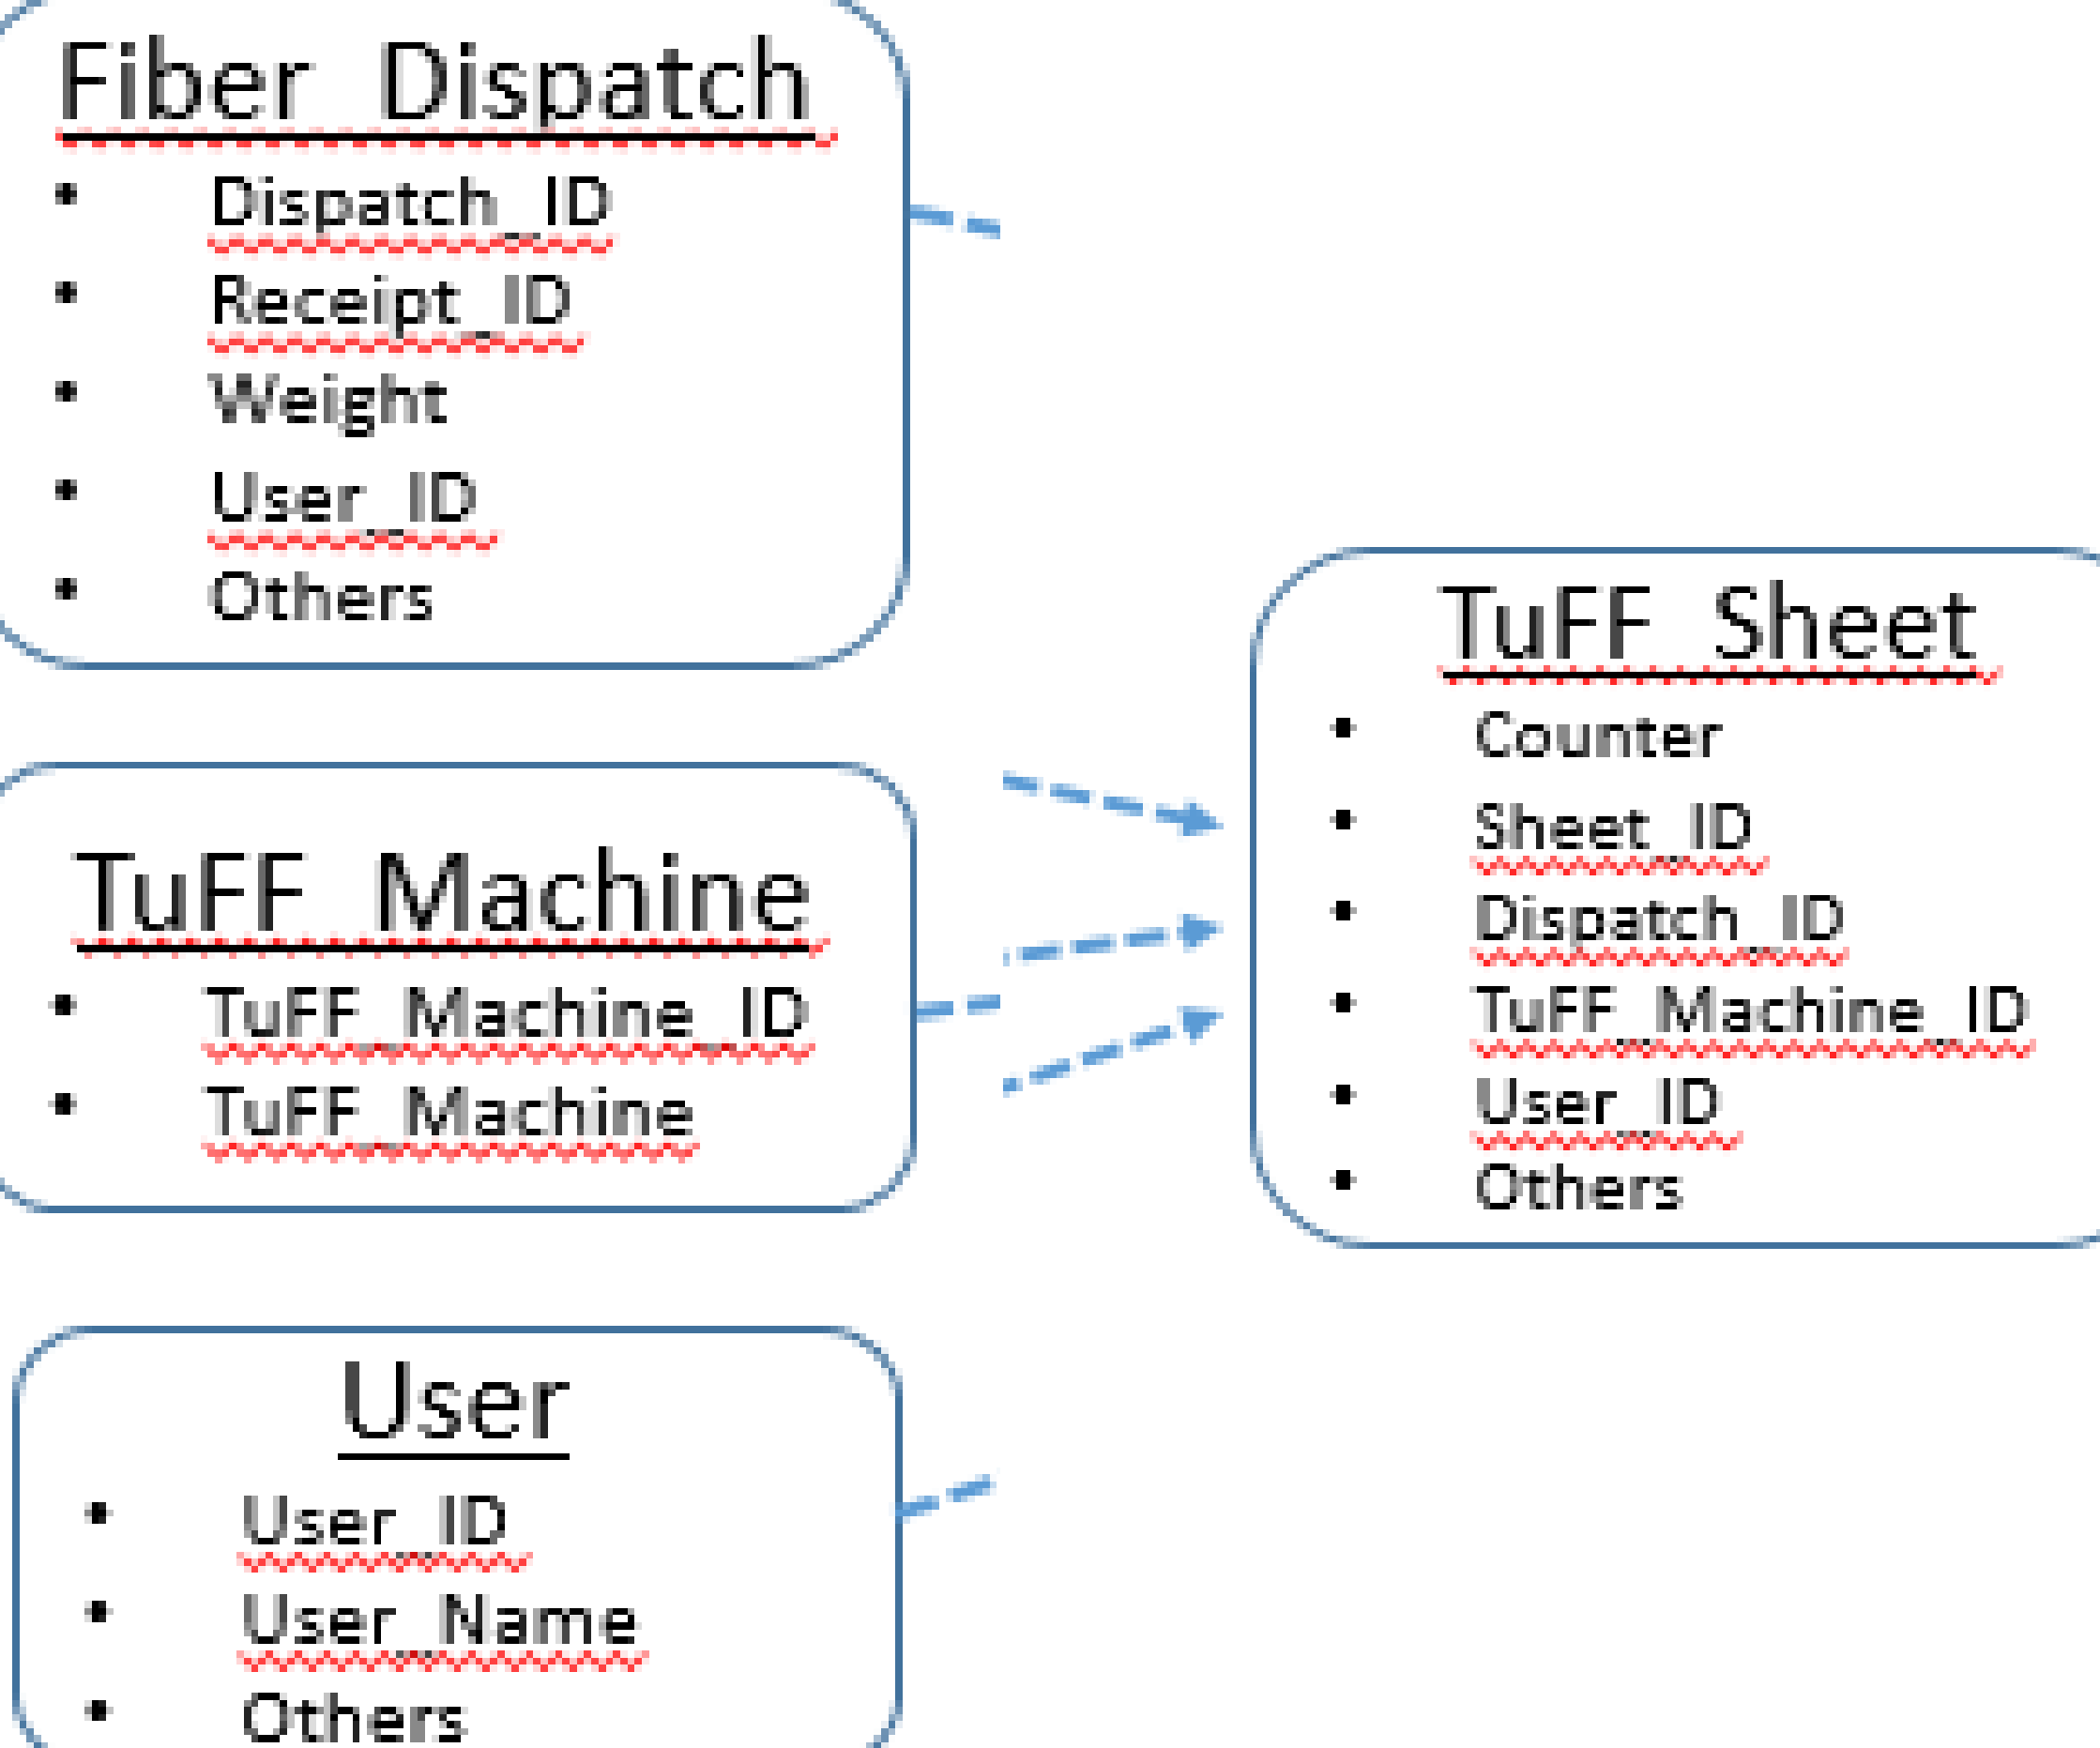 Fiber_Dispatch
• Dispatch_ID
• Receipt_ID
• Weight
• User_ID
• Others
TuFF_Machine
• TuFF_Machine_ID
• TuFF_Machine
User
• User_ID
• User_Name
• Others
TuFF_Sheet
• Counter
• Sheet_ID
• Dispatch_ID
• TuFF_Machine_ID
• User_ID
• Others